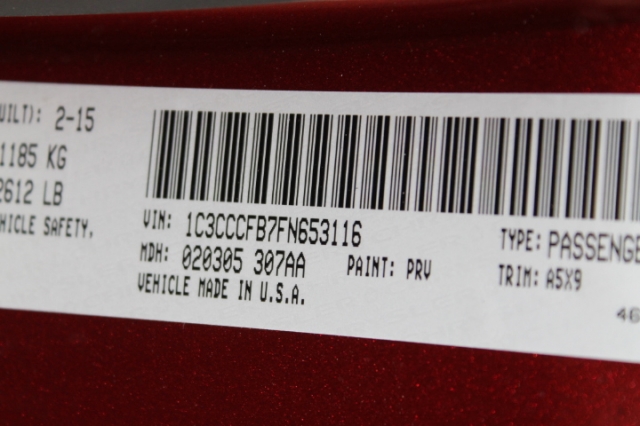 UILT): 2-15
1185 KG
2612 LB
HICLE SAFETY.
VIN: 1C3CCCFB7FN653116
MDH: 020305 307AA
PAINT: PRV
VEHICLE MADE IN U.S.A.
TYPE: PASSENGE
TRIM: A5X9
46